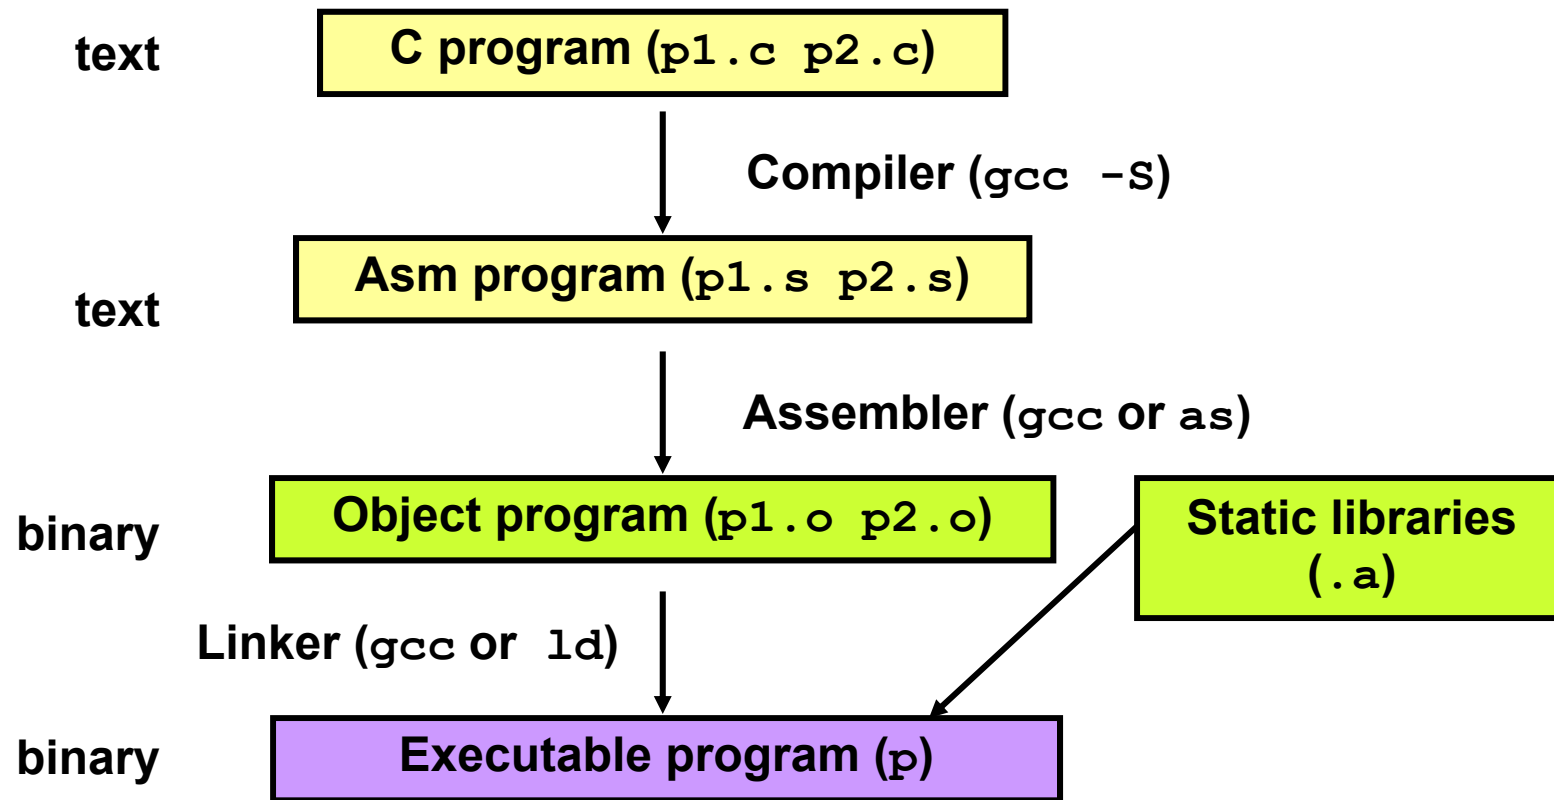 text
C program (p1.c p2.c)
Compiler (gcc -S)
text
Asm program (p1.s p2.s)
Assembler (gcc or as)
binary
Object program (p1.o p2.o)
Static libraries
(.a)
Linker (gcc or ld)
binary
Executable program (p)